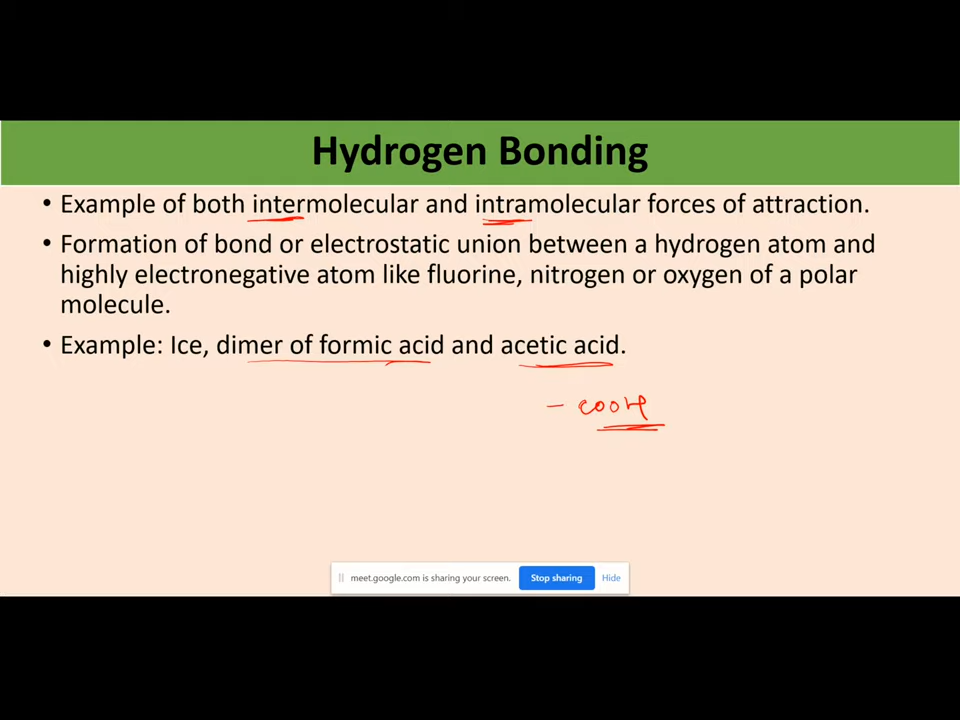 Hydrogen Bonding
• Example of both intermolecular and intramolecular forces of attraction.
• Formation of bond or electrostatic union between a hydrogen atom and
highly electronegative atom like fluorine, nitrogen or oxygen of a polar
molecule.
• Example: Ice, dimer of formic acid and acetic acid.
- COOH
meet.google.com is sharing your screen. Stop sharing Hide